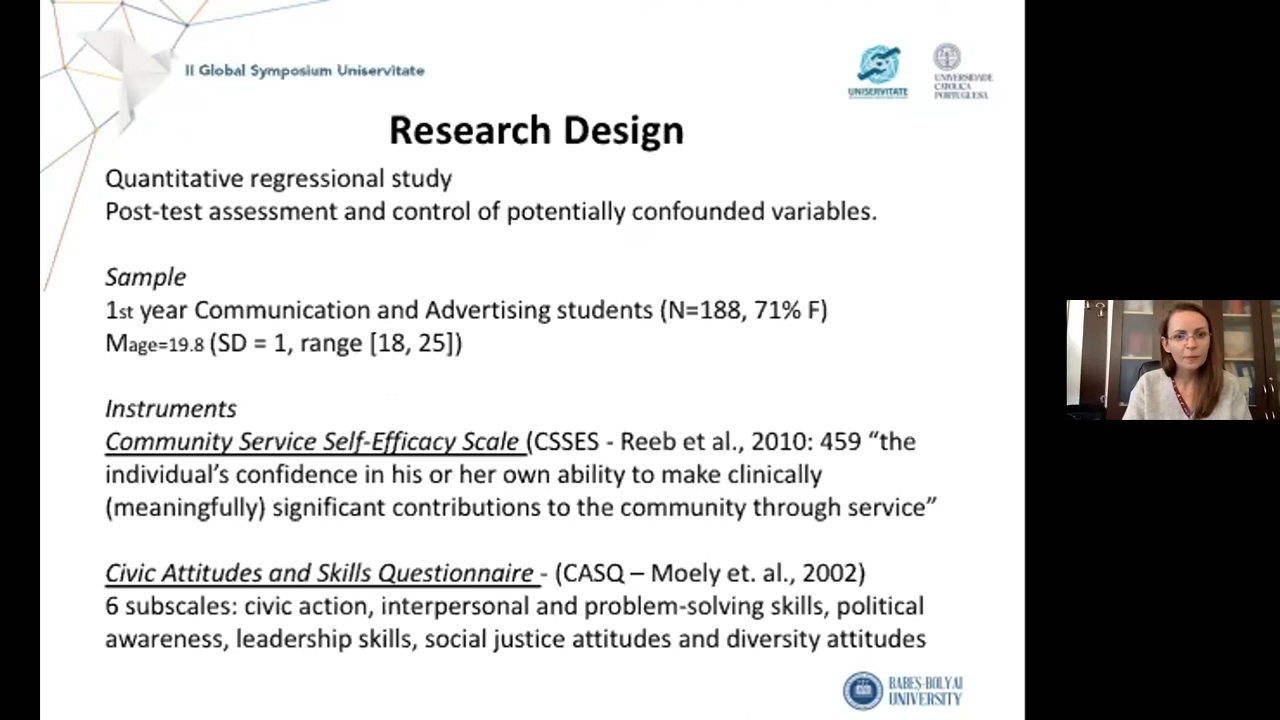 II Global Symposium Uniservitate
UNISERVITATE
UNIVERSIDADE
CATOLICA
PORTUGUESA
Research Design
Quantitative regressional study
Post-test assessment and control of potentially confounded variables.
Sample
1st year Communication and Advertising students (N=188, 71% F)
Mage=19.8 (SD = 1, range [18, 25])
Instruments
Community Service Self-Efficacy Scale (CSSES - Reeb et al., 2010: 459 “the
individual’s confidence in his or her own ability to make clinically
(meaningfully) significant contributions to the community through service”
Civic Attitudes and Skills Questionnaire - (CASQ – Moely et. al., 2002)
6 subscales: civic action, interpersonal and problem-solving skills, political
awareness, leadership skills, social justice attitudes and diversity attitudes
BABEȘ-BOLYAI
UNIVERSITY